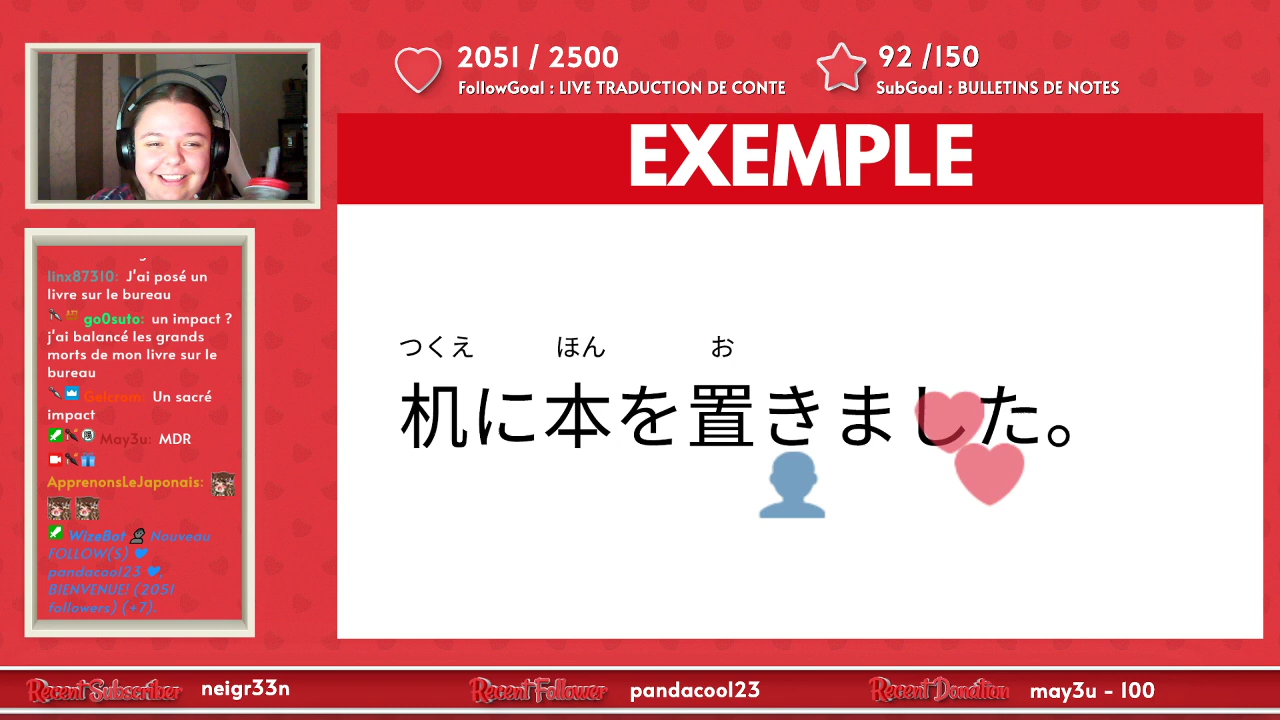 2051 / 2500
FollowGoal : LIVE TRADUCTION DE CONTE
92 /150
SubGoal : BULLETINS DE NOTES
EXEMPLE
つくえ ほん お
机に本を置きました。
linx87310: J'ai posé un
livre sur le bureau
go0suto: un impact ?
j'ai balancé les grands
morts de mon livre sur le
bureau
Gelcrom: Un sacré
impact
May3u: MDR
ApprenonsLeJaponais:
WizeBot Nouveau
FOLLOW(S)
pandacool23
BIENVENUE! (2051
followers) (+7).
Recent Subscriber neigr33n
Recent Follower pandacool23
Recent Donation may3u - 100